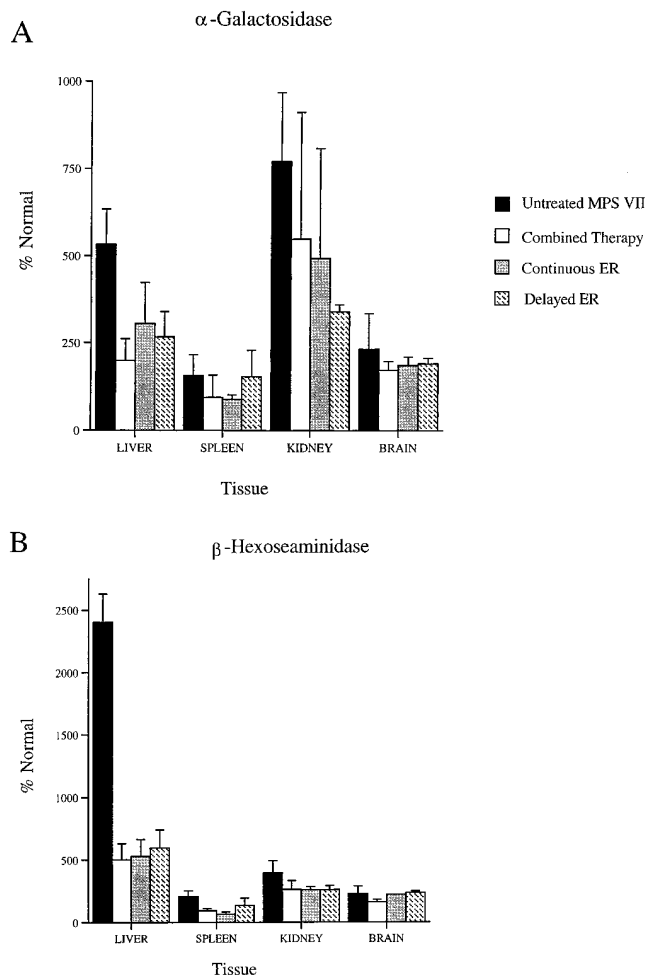 A
α-Galactosidase
1000
750
500
250
0
% Normal
LIVER SPLEEN KIDNEY BRAIN
Tissue
Untreated MPS VII
Combined Therapy
Continuous ER
Delayed ER
B
β-Hexoseaminidase
2500
2000
1500
1000
500
0
% Normal
LIVER SPLEEN KIDNEY BRAIN
Tissue